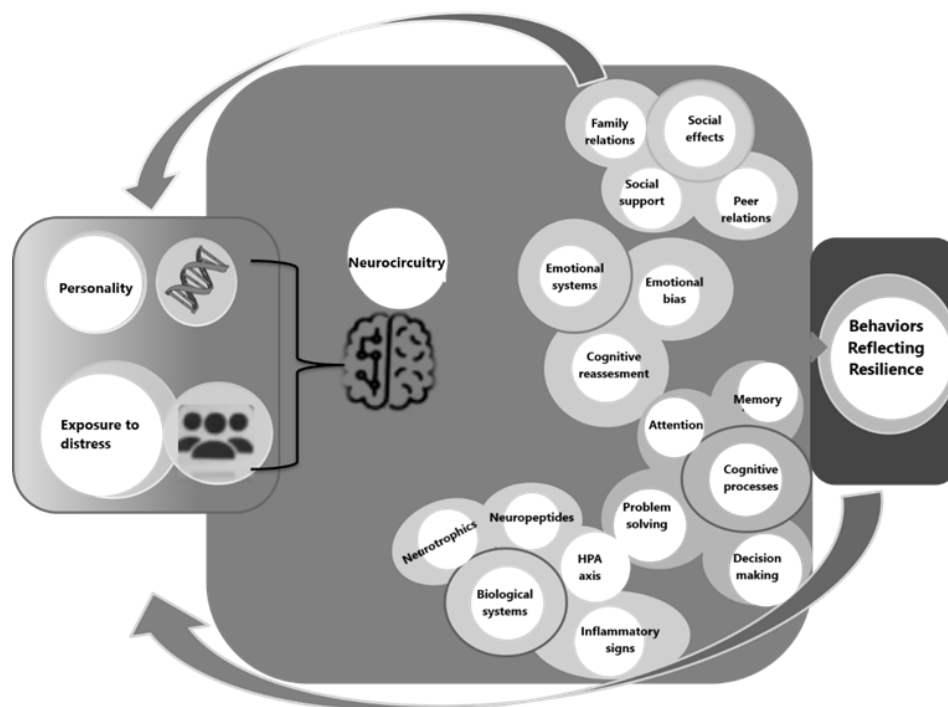 Family
relations
Social
effects
Social
support
Peer
relations
Neurocircuitry
Personality
Emotional
systems
Emotional
bias
Behaviors
Reflecting
Resilience
Cognitive
reassesment
Memory
Attention
Exposure to
distress
Cognitive
processes
Problem
solving
Neuropeptides
Neurotrophics
HPA
axis
Decision
making
Biological
systems
Inflammatory
signs